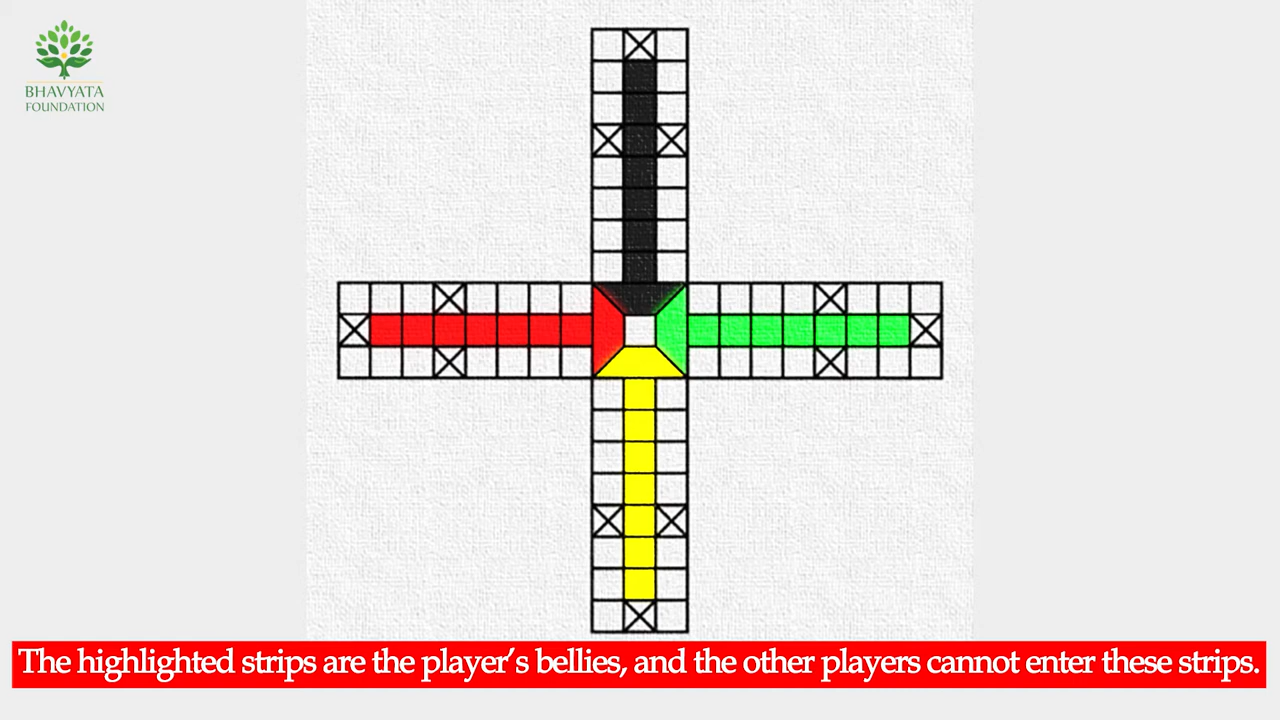 BHAVYATA
FOUNDATION
The highlighted strips are the player’s bellies, and the other players cannot enter these strips.